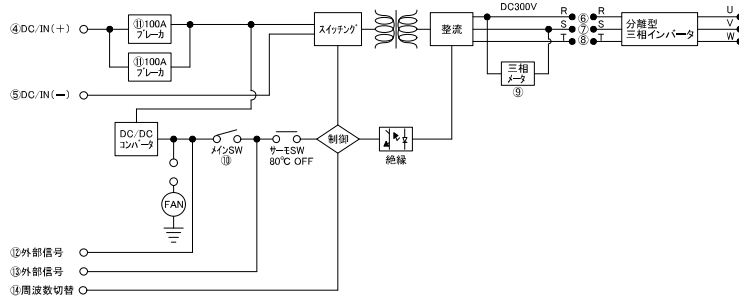 ④DC/IN(＋)
⑪100A
ブレーカ
⑪100A
ブレーカ
⑤DC/IN(ー)
スイッチング
整流
DC300V
R ⑥ R
S ⑦ S
T ⑧ T
分離型
三相インバータ
U
V
W
三相
メータ
⑨
DC/DC
コンバータ
メインSW
⑩
サーモSW
80℃ OFF
制御
絶縁
FAN
⑫外部信号
⑬外部信号
⑭周波数切替